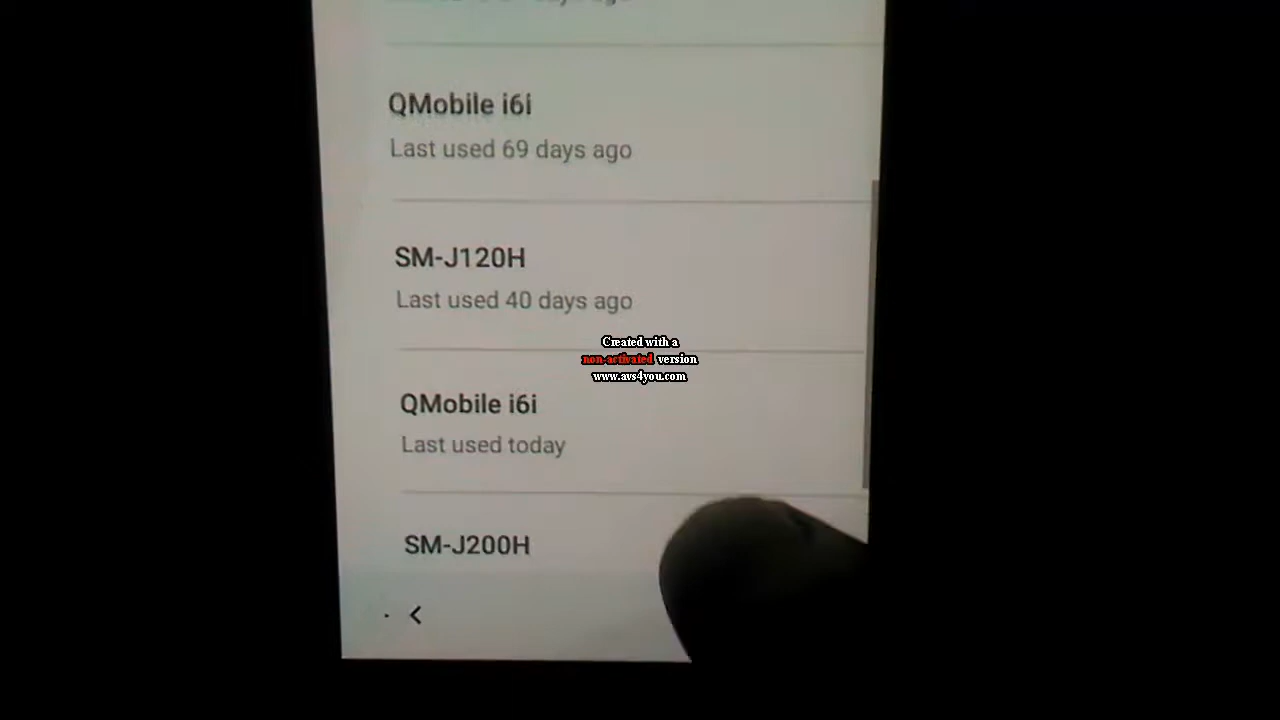 QMobile i6i
Last used 69 days ago
SM-J120H
Last used 40 days ago
Created with a
non-activated version
www.avs4you.com
QMobile i6i
Last used today
SM-J200H